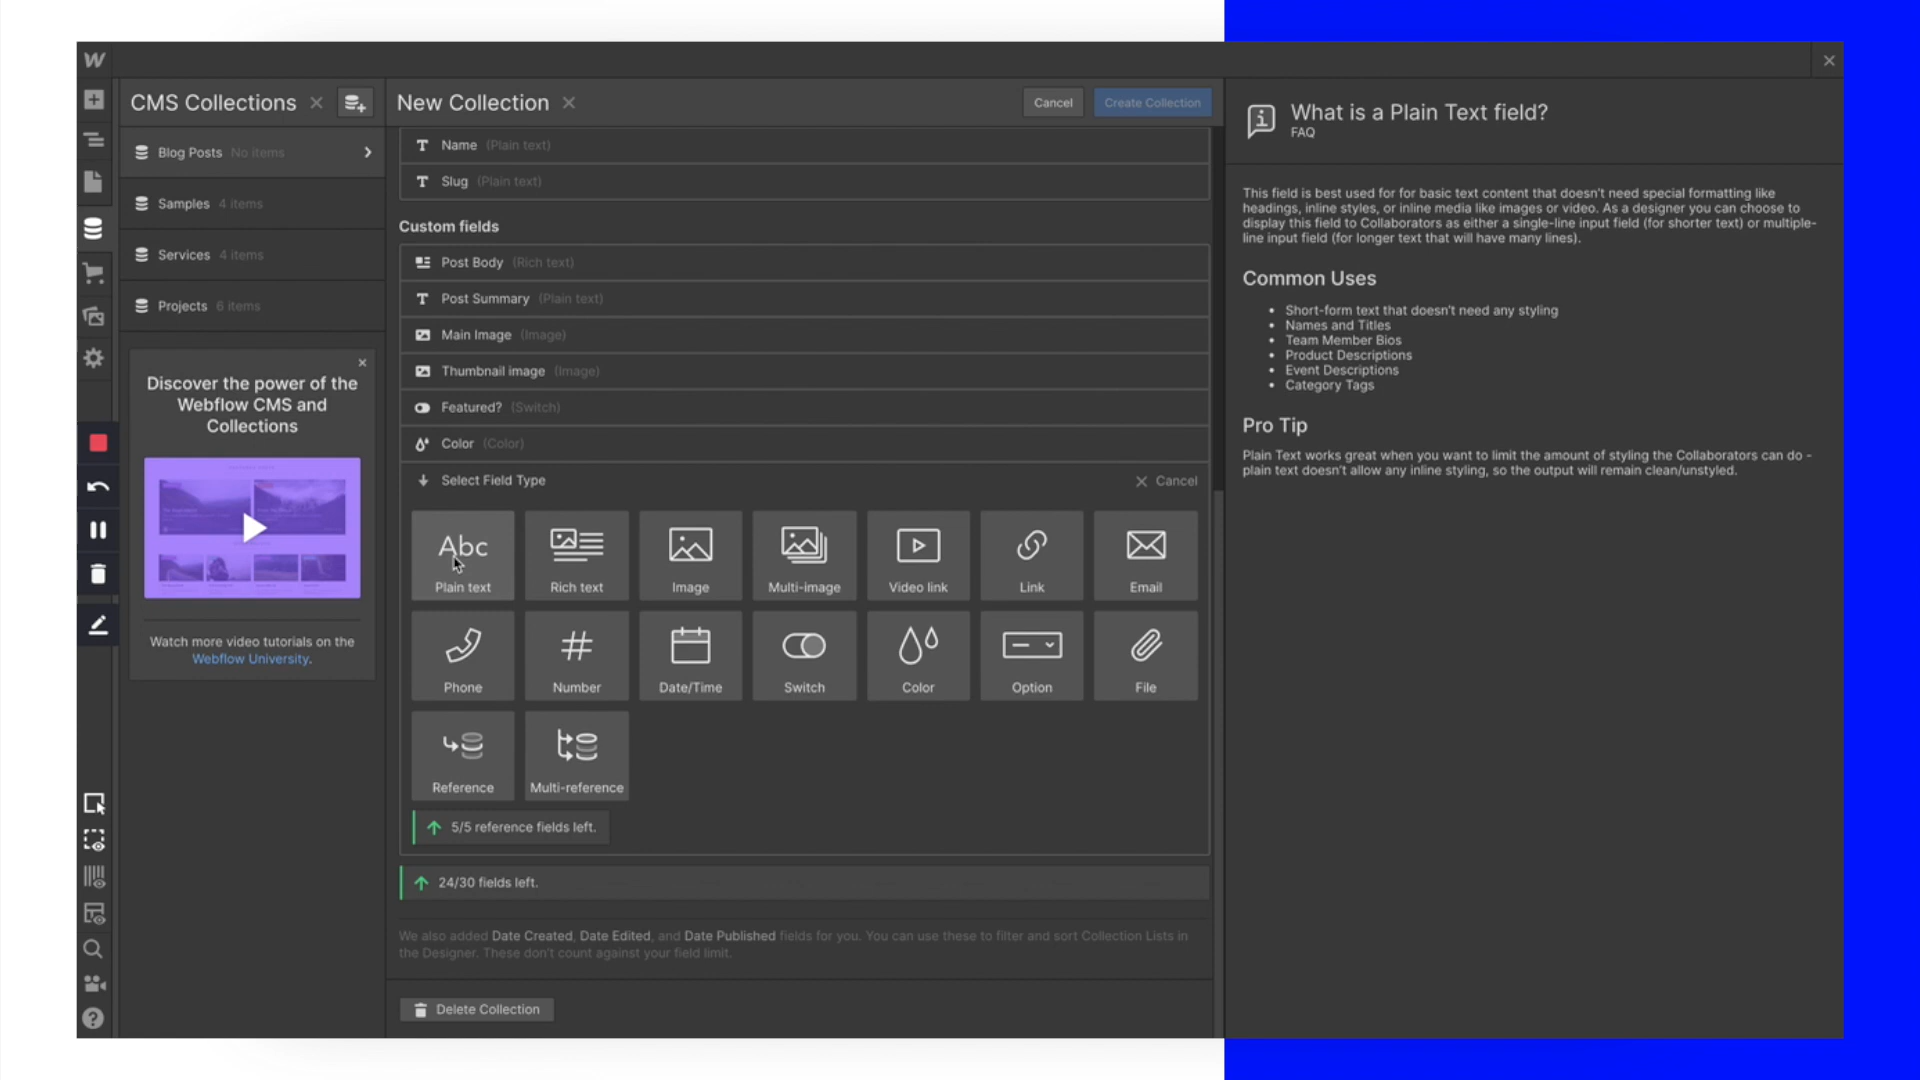 CMS Collections
New Collection
Cancel
Create Collection
Blog Posts No items
Samples 4 items
Services 4 items
Projects 6 items
Discover the power of the
Webflow CMS and
Collections
Watch more video tutorials on the
Webflow University.
Name (Plain text)
Slug (Plain text)
Custom fields
Post Body (Rich text)
Post Summary (Plain text)
Main Image (Image)
Thumbnail image (Image)
Featured? (Switch)
Color (Color)
Select Field Type
Cancel
Abc
Plain text
Rich text
Image
Multi-image
Video link
Link
Email
Phone
Number
Date/Time
Switch
Color
Option
File
Reference
Multi-reference
5/5 reference fields left.
24/30 fields left.
We also added Date Created, Date Edited, and Date Published fields for you. You can use these to filter and sort Collection Lists in
the Designer. These don't count against your field limit.
Delete Collection
What is a Plain Text field?
FAQ
This field is best used for for basic text content that doesn't need special formatting like
headings, inline styles, or inline media like images or video. As a designer you can choose to
display this field to Collaborators as either a single-line input field (for shorter text) or multiple-
line input field (for longer text that will have many lines).
Common Uses
• Short-form text that doesn't need any styling
• Names and Titles
• Team Member Bios
• Product Descriptions
• Event Descriptions
• Category Tags
Pro Tip
Plain Text works great when you want to limit the amount of styling the Collaborators can do -
plain text doesn't allow any inline styling, so the output will remain clean/unstyled.